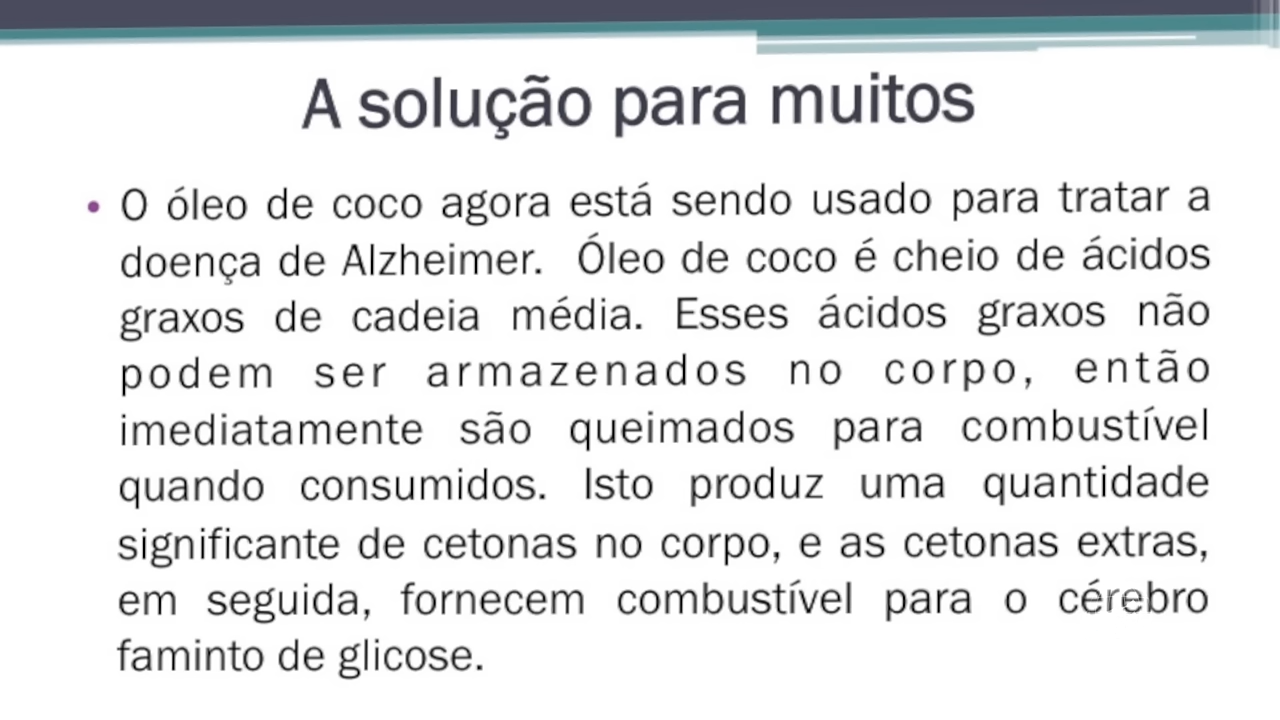 A solução para muitos
• O óleo de coco agora está sendo usado para tratar a
doença de Alzheimer. Óleo de coco é cheio de ácidos
graxos de cadeia média. Esses ácidos graxos não
podem ser armazenados no corpo, então
imediatamente são queimados para combustível
quando consumidos. Isto produz uma quantidade
significante de cetonas no corpo, e as cetonas extras,
em seguida, fornecem combustível para o cérebro
faminto de glicose.